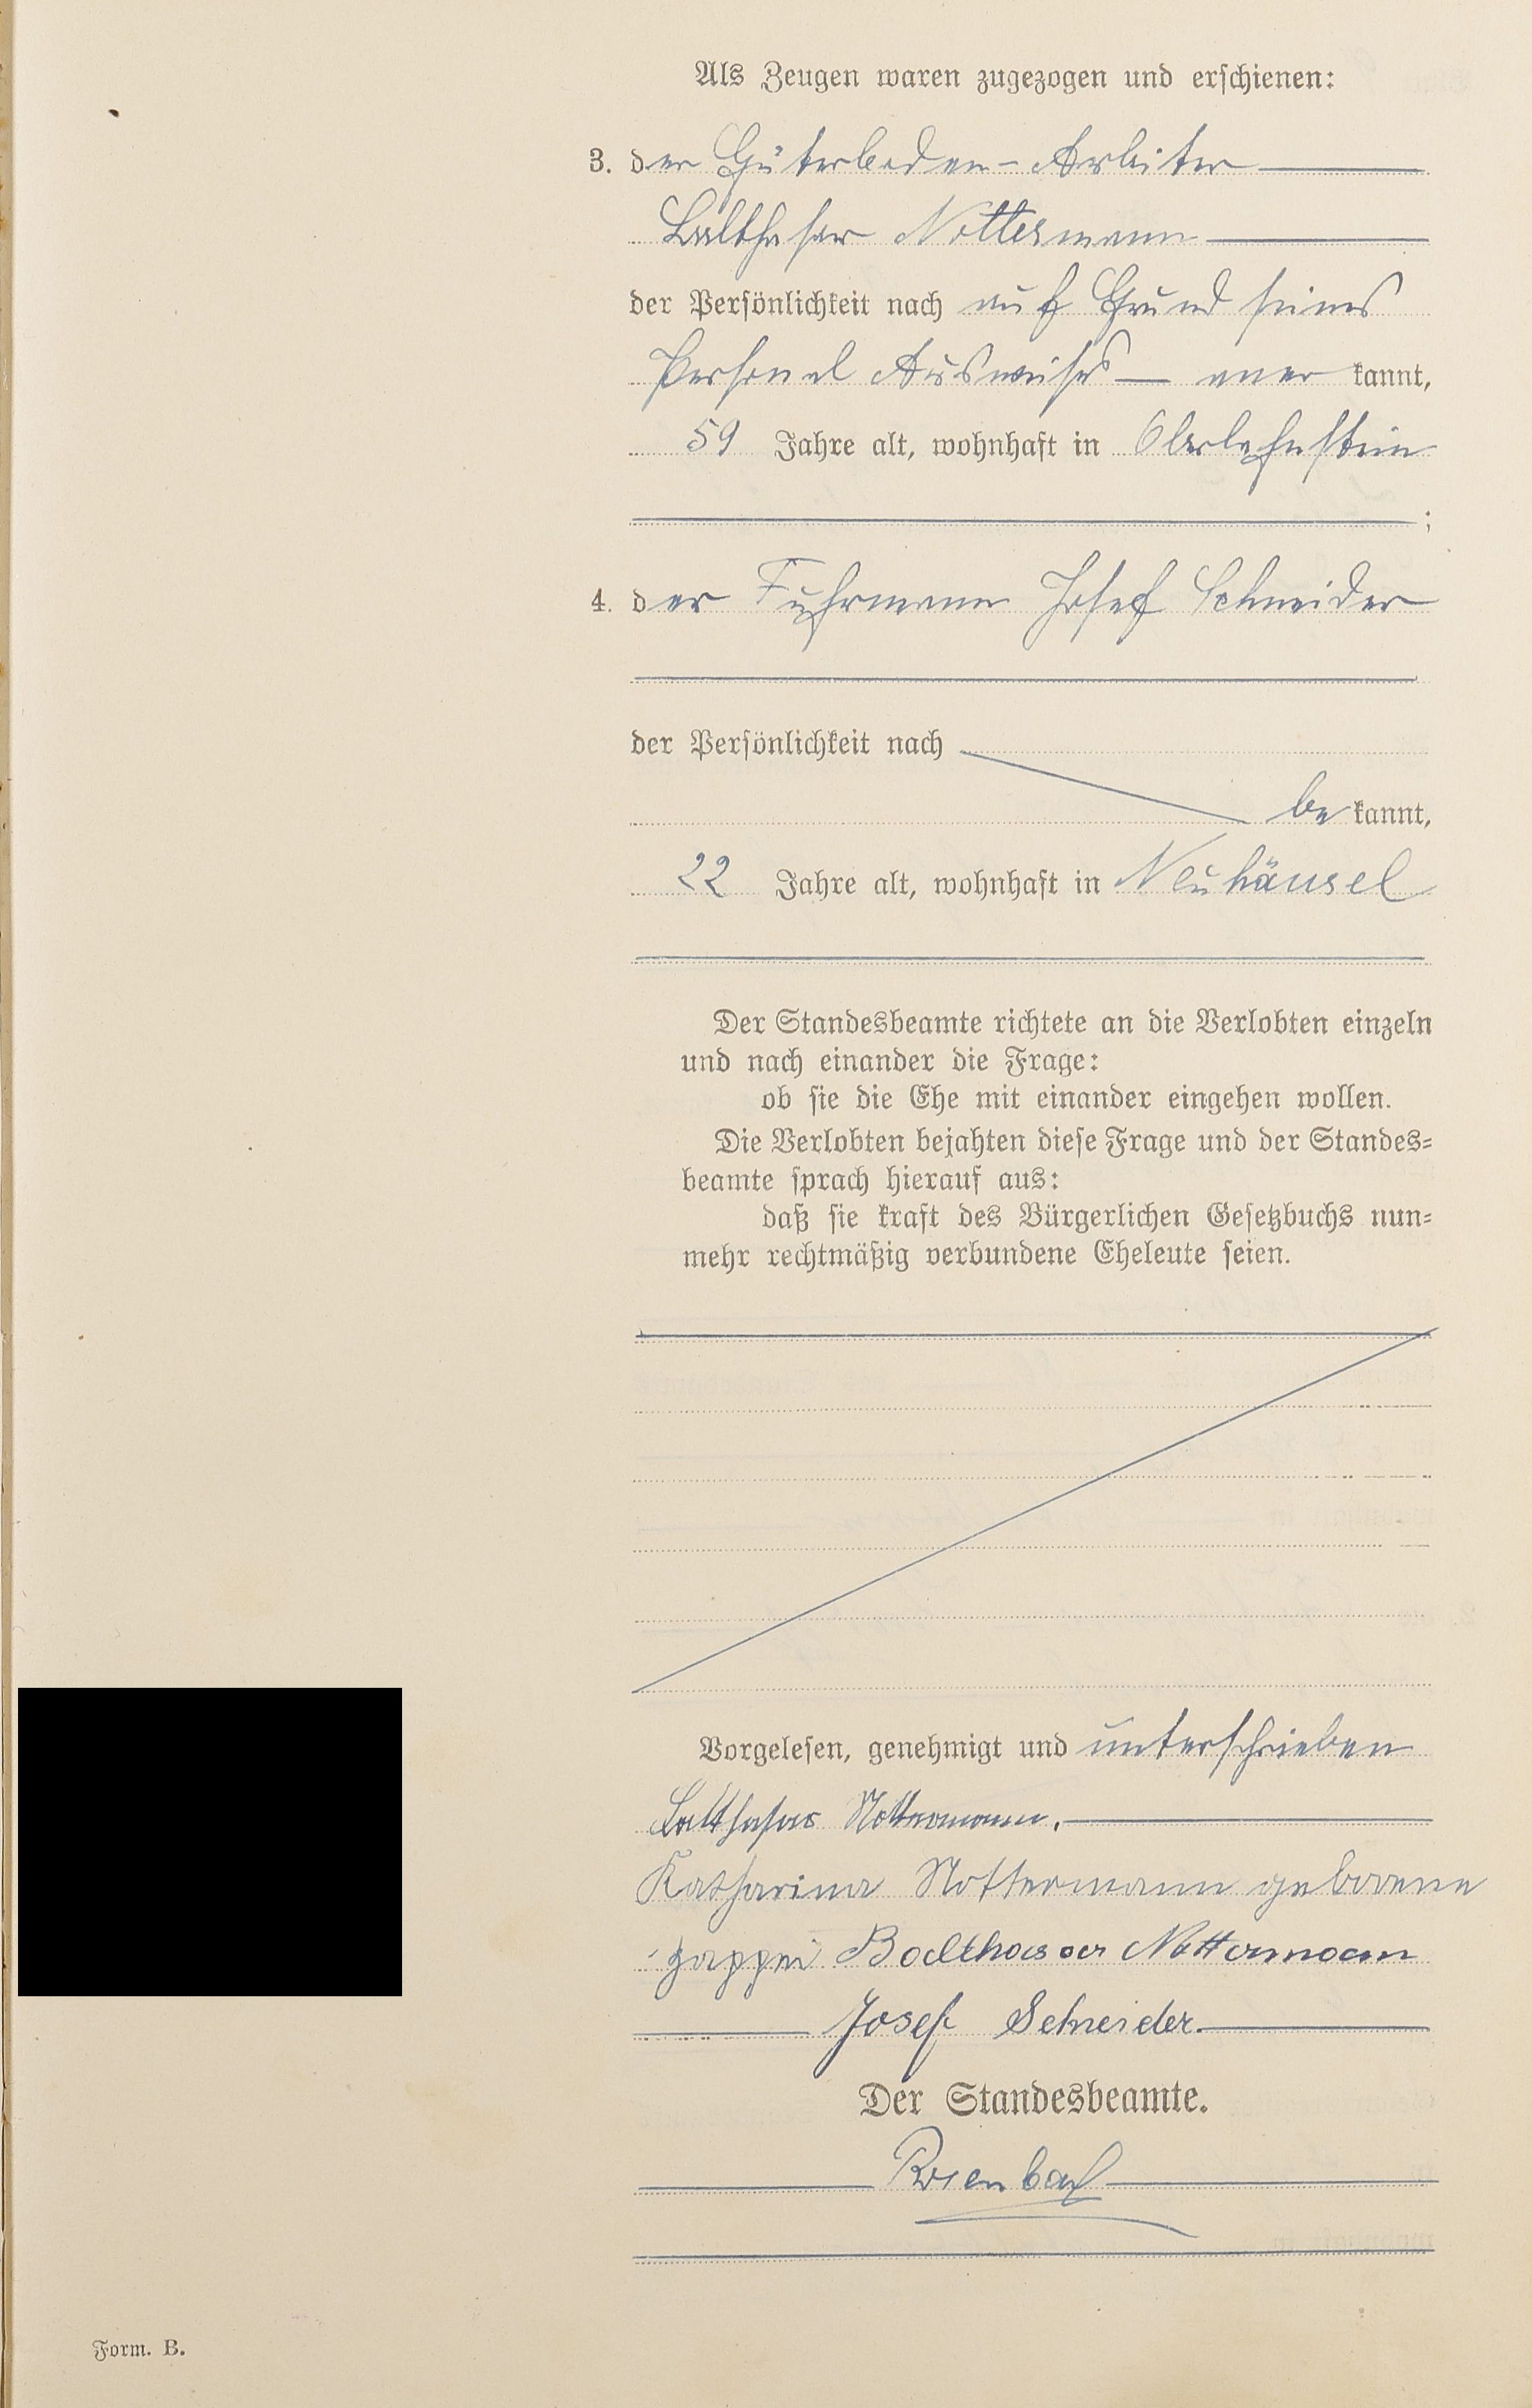 Als Zeugen waren zugezogen und erschienen:
3. der Güterboden-Arbeiter
Balthasar Nottermann
der Persönlichkeit nach auf Grund seines
Personal Ausweises — aner kannt,
59 Jahre alt, wohnhaft in Oberlahnstein
;
4. der Fuhrmann Josef Schneider
der Persönlichkeit nach
be kannt,
22 Jahre alt, wohnhaft in Neuhäusel
Der Standesbeamte richtete an die Verlobten einzeln
und nach einander die Frage:
ob sie die Ehe mit einander eingehen wollen.
Die Verlobten bejahten diese Frage und der Standes-
beamte sprach hierauf aus:
daß sie kraft des Bürgerlichen Gesetzbuchs nun-
mehr rechtmäßig verbundene Eheleute seien.
Vorgelesen, genehmigt und unterschrieben
Balthasar Nottermann.
Katharina Nottermann geborene
Balthasar Nottermann
Josef Schneider.
Der Standesbeamte.
Form. B.